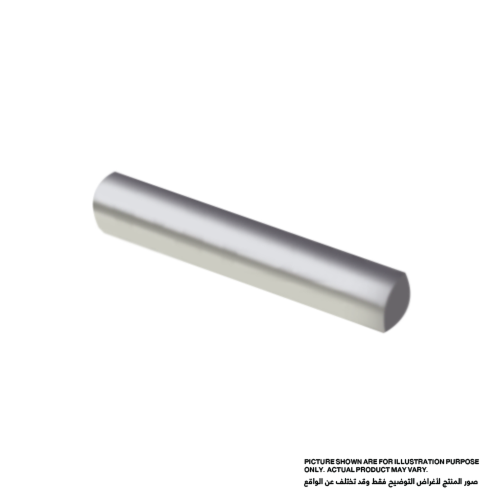 PICTURE SHOWN ARE FOR ILLUSTRATION PURPOSE
ONLY. ACTUAL PRODUCT MAY VARY.
صور المنتج لأغراض التوضيح فقط وقد تختلف عن الواقع